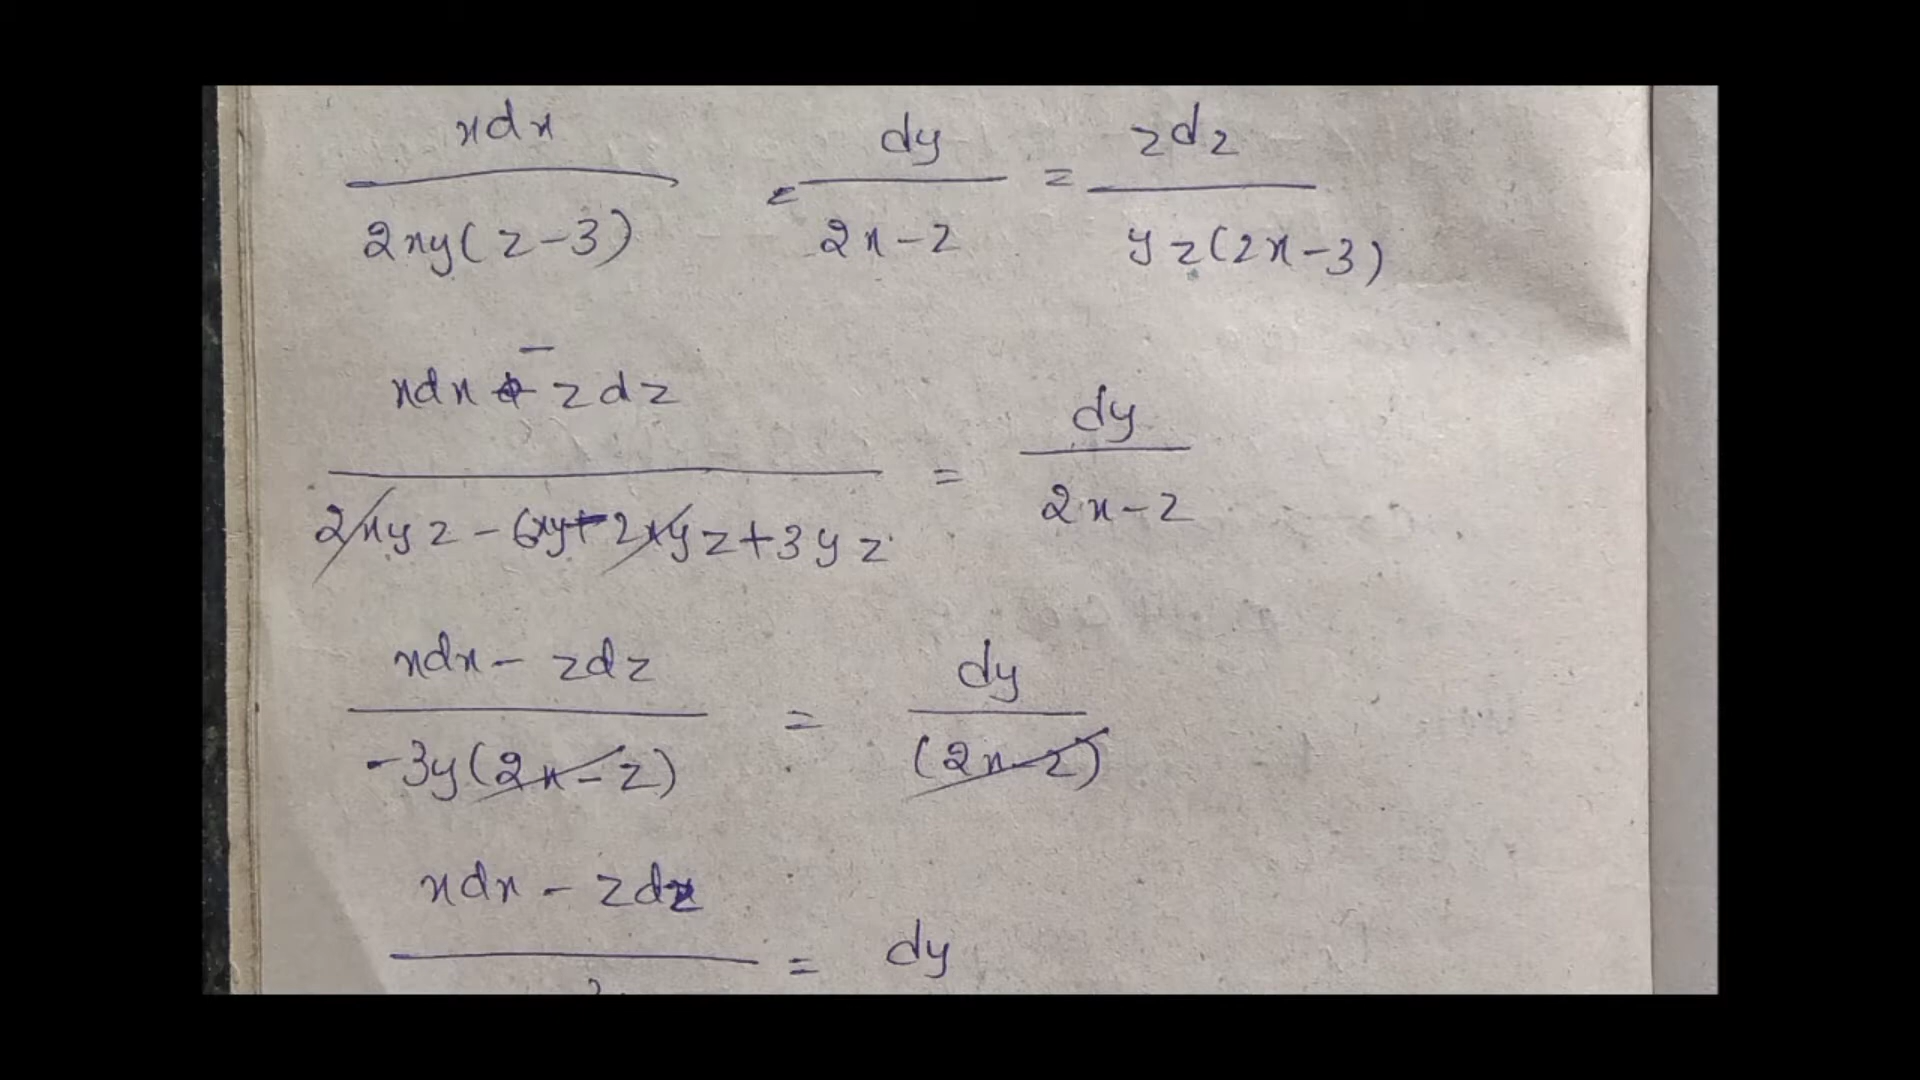 xdx/2xy(z-3) = dy/2x-z = zdz/yz(2x-3)
xdx - zdz/2xyz - 6xy - 2xyz + 3yz = dy/2x-z
xdx - zdz/-3y(2x-z) = dy/(2x-z)
xdx - zdz = dy